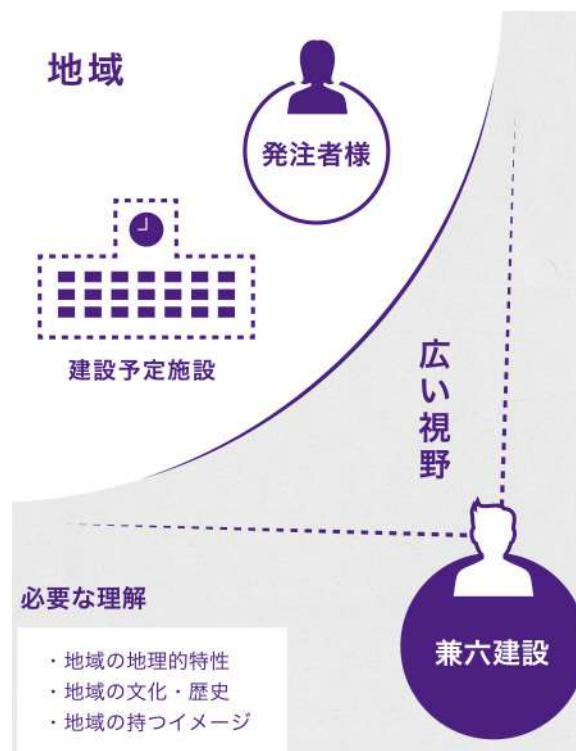 地域
発注者様
建設予定施設
広い視野
必要な理解
・地域の地理的特性
・地域の文化・歴史
・地域の持つイメージ
兼六建設